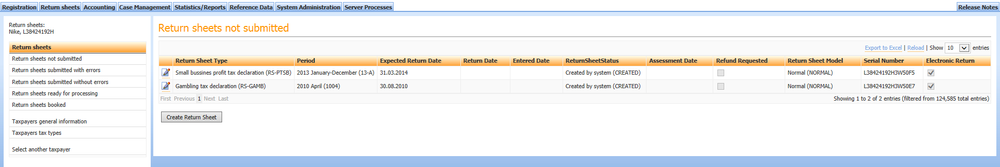 Registration Return sheets Accounting Case Management Statistics/Reports Reference Data System Administration Server Processes Release Notes
Return sheets:
Nike, L38424192H
Return sheets
Return sheets not submitted
Return sheets submitted with errors
Return sheets submitted without errors
Return sheets ready for processing
Return sheets booked
Taxpayers general information
Taxpayers tax types
Select another taxpayer
Return sheets not submitted
Export to Excel | Reload | Show 10 entries
Return Sheet Type Period Expected Return Date Return Date Entered Date ReturnSheetStatus Assessment Date Refund Requested Return Sheet Model Serial Number Electronic Return
Small bussines profit tax declaration (RS-PTSB) 2013 January-December (13-A) 31.03.2014 Created by system (CREATED) Normal (NORMAL) L38424192H3W50F5
Gambling tax declaration (RS-GAMB) 2010 April (1004) 30.08.2010 Created by system (CREATED) Normal (NORMAL) L38424192H3W50E7
First Previous 1 Next Last Showing 1 to 2 of 2 entries (filtered from 124,585 total entries)
Create Return Sheet